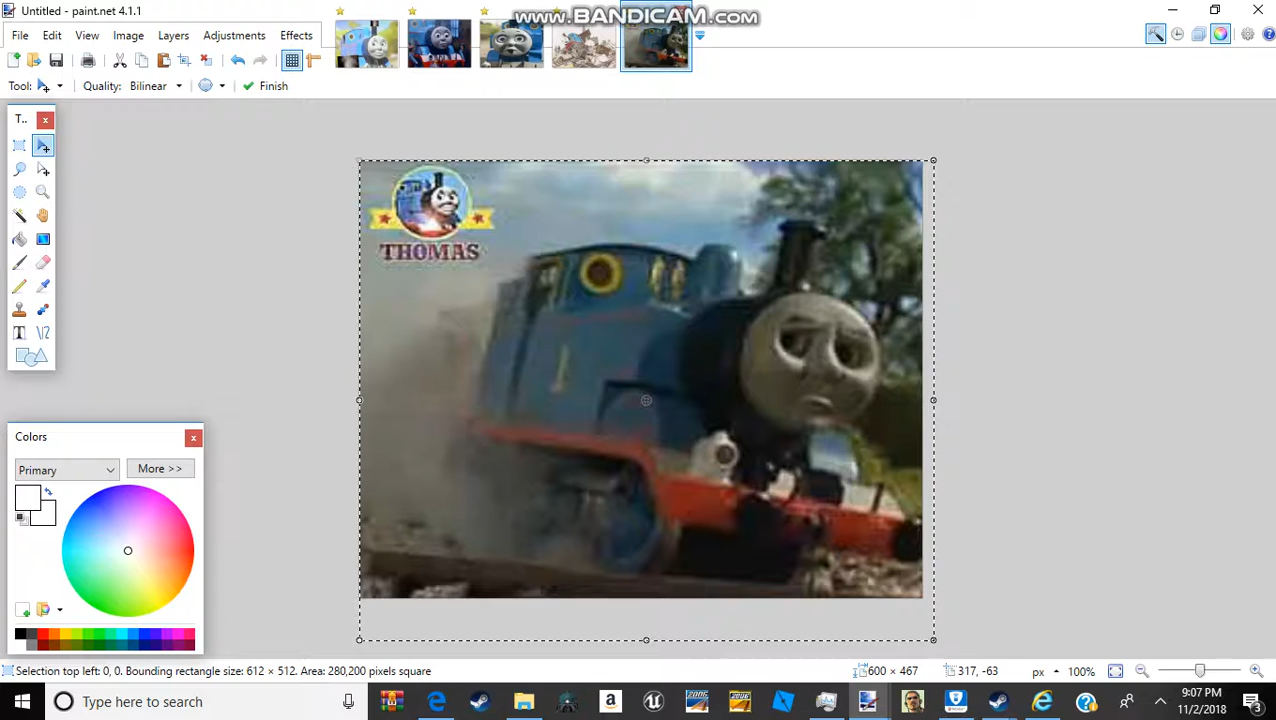 Untitled - paint.net 4.1.1
www.BANDICAM.com
File Edit View Image Layers Adjustments Effects
Tool: Quality: Bilinear Finish
T...
THOMAS
1
Colors
Primary More >>
Selection top left: 0, 0. Bounding rectangle size: 612 × 512. Area: 280,200 pixels square
600 × 467 317, -63 px 100%
Type here to search
9:07 PM
11/2/2018
3